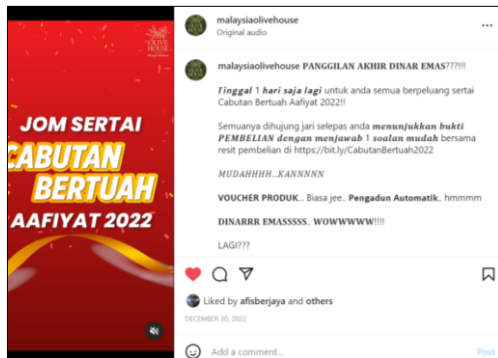 OLIVE
HOUSE
JOM SERTAI
CABUTAN
BERTUAH
AAFIYAT 2022
malaysiaolivehouse
Original audio
malaysiaolivehouse PANGGILAN AKHIR DINAR EMAS???!!!
Tinggal 1 hari saja lagi untuk anda semua berpeluang sertai
Cabutan Bertuah Aafiyat 2022!!
Semuanya dihujung jari selepas anda menunjukkan bukti
PEMBELIAN dengan menjawab 1 soalan mudah bersama
resit pembelian di https://bit.ly/CabutanBertuah2022
MUDAHHHH..KANNNNN
VOUCHER PRODUK... Biasa jee.. Pengadun Automatik.. hmmmm
DINARRR EMASSSSS.. WOWWWWW!!!!
LAGI???
Liked by afisberjaya and others
DECEMBER 30, 2022
Add a comment...
Post